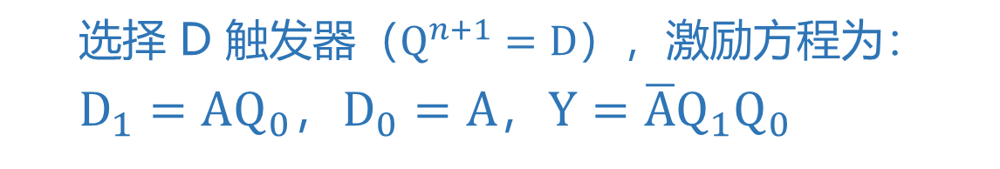 选择 D 触发器（Qⁿ⁺¹ = D），激励方程为：
D₁ = AQ₀，D₀ = A，Y = A̅Q₁Q₀